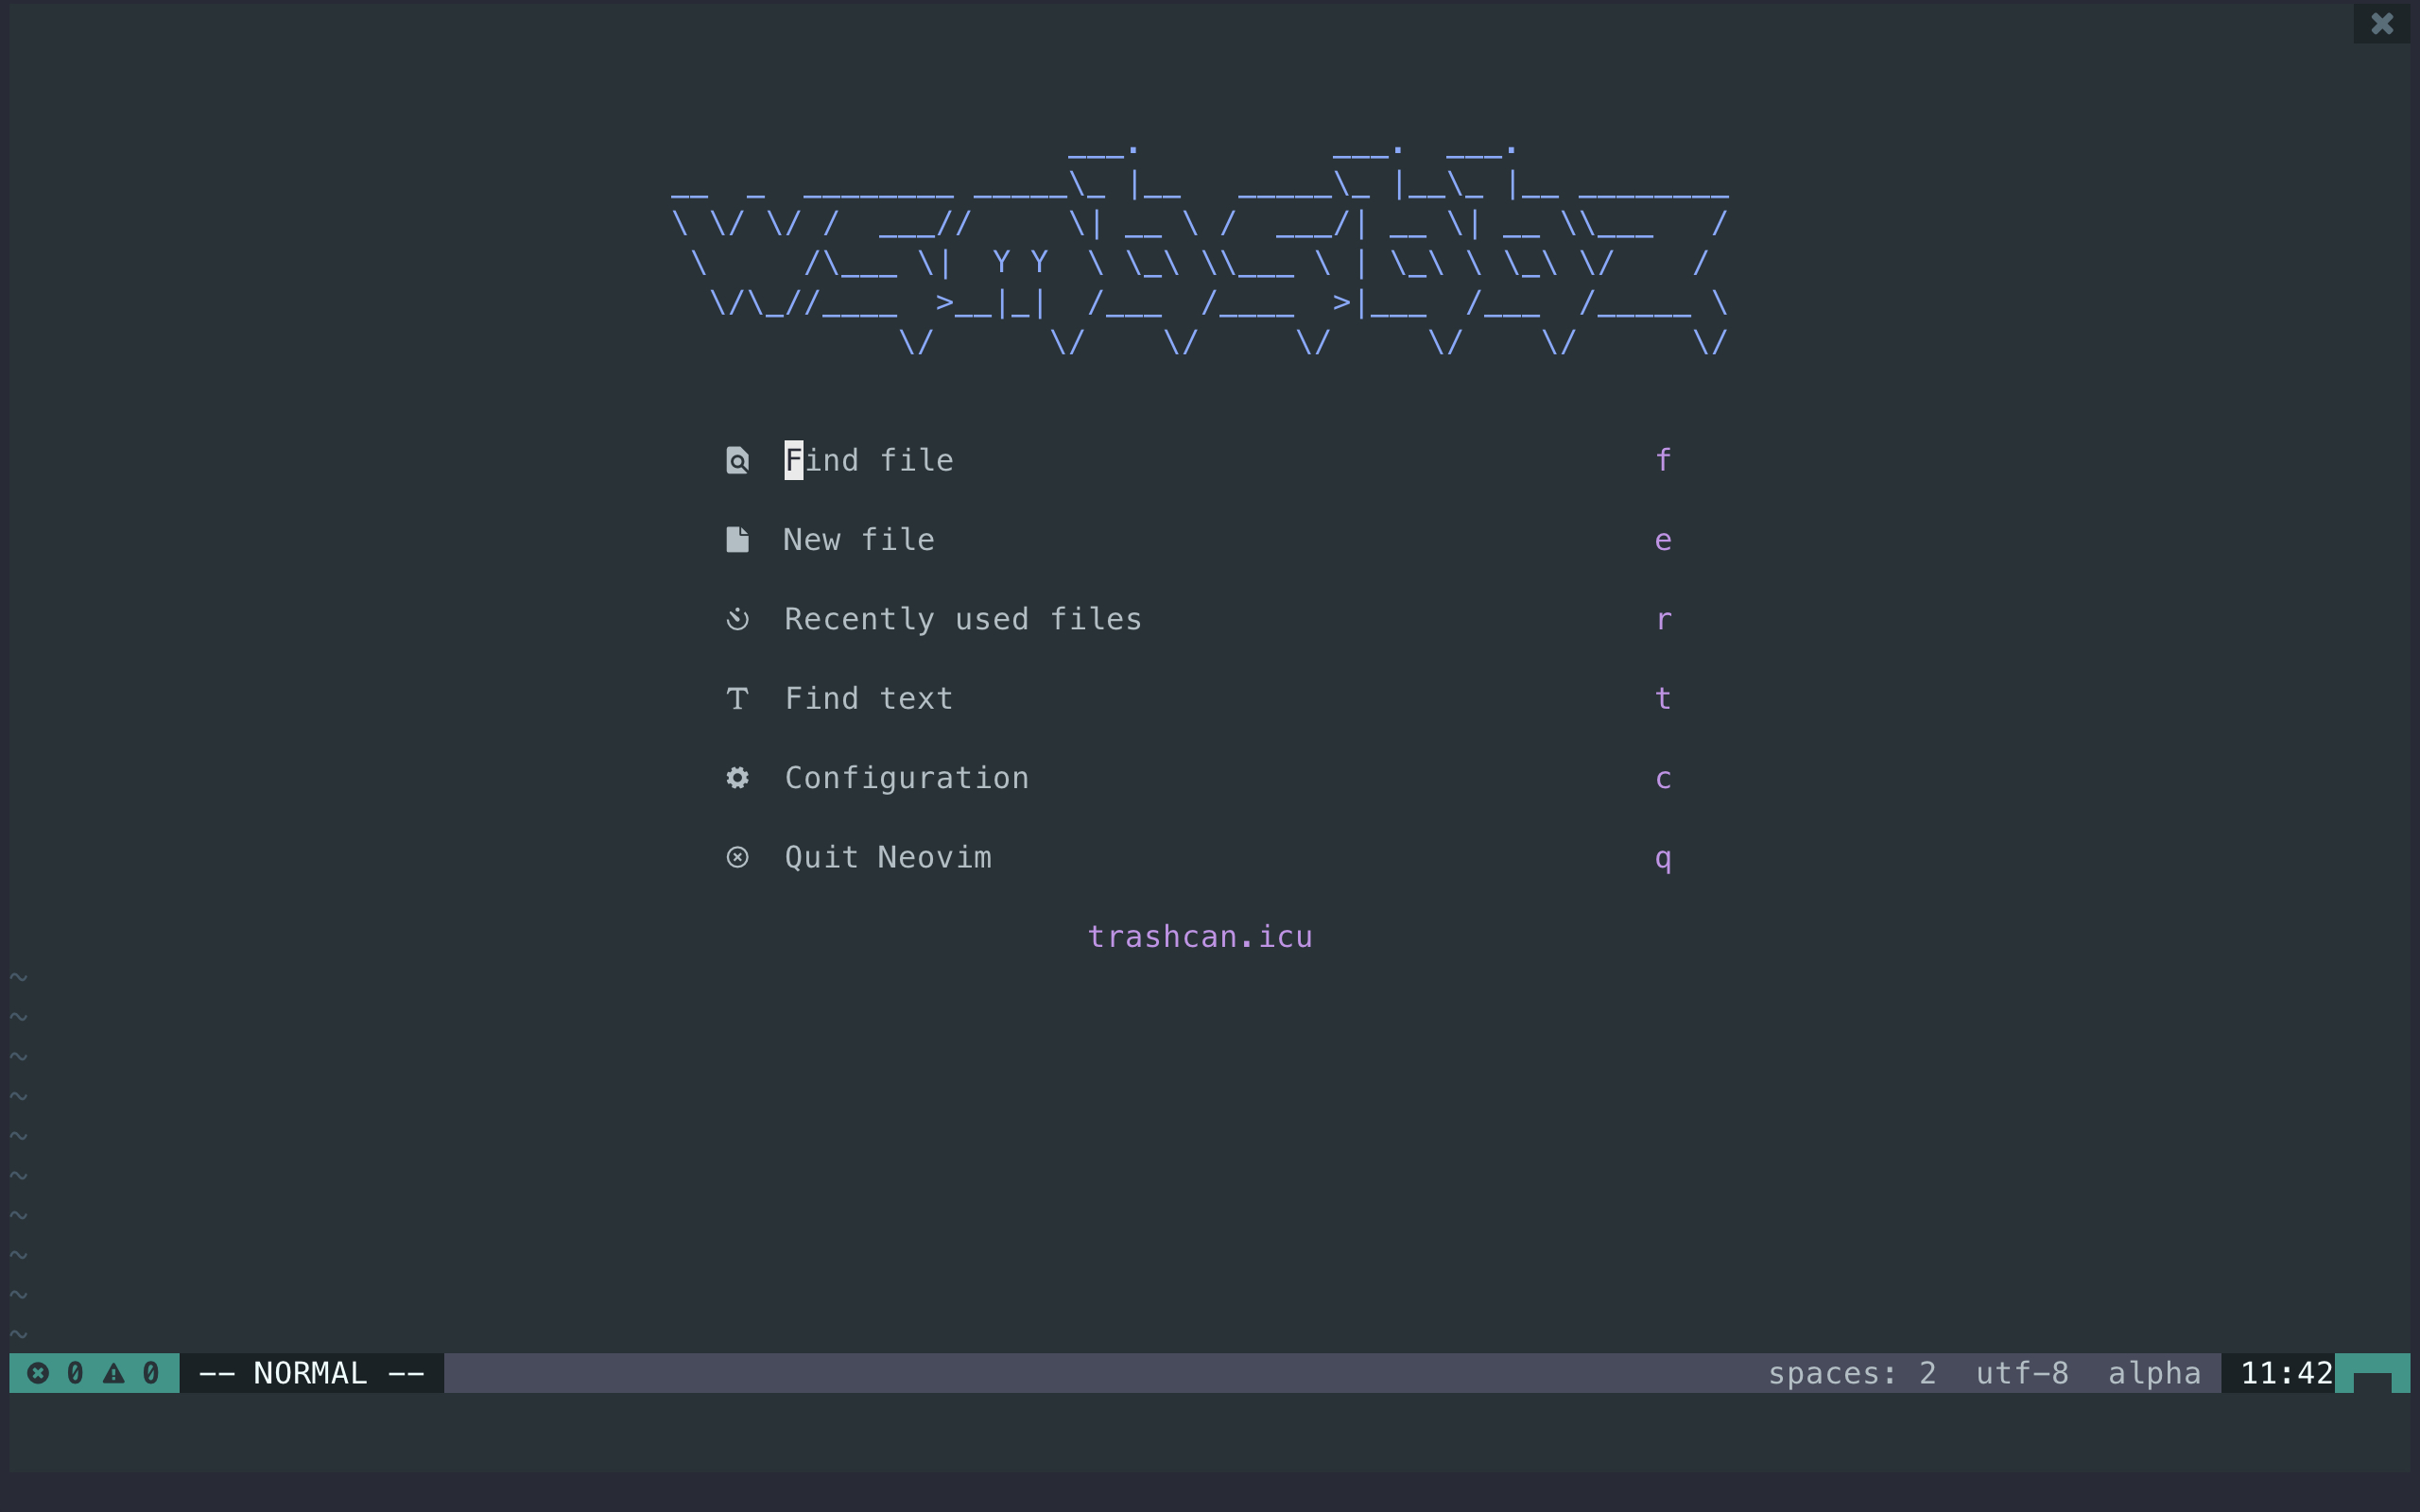 wsmbsbbz
Find file f
New file e
Recently used files r
Find text t
Configuration c
Quit Neovim q
trashcan.icu
~
~
~
~
~
~
~
~
~
~
0 0 -- NORMAL -- spaces: 2 utf-8 alpha 11:42